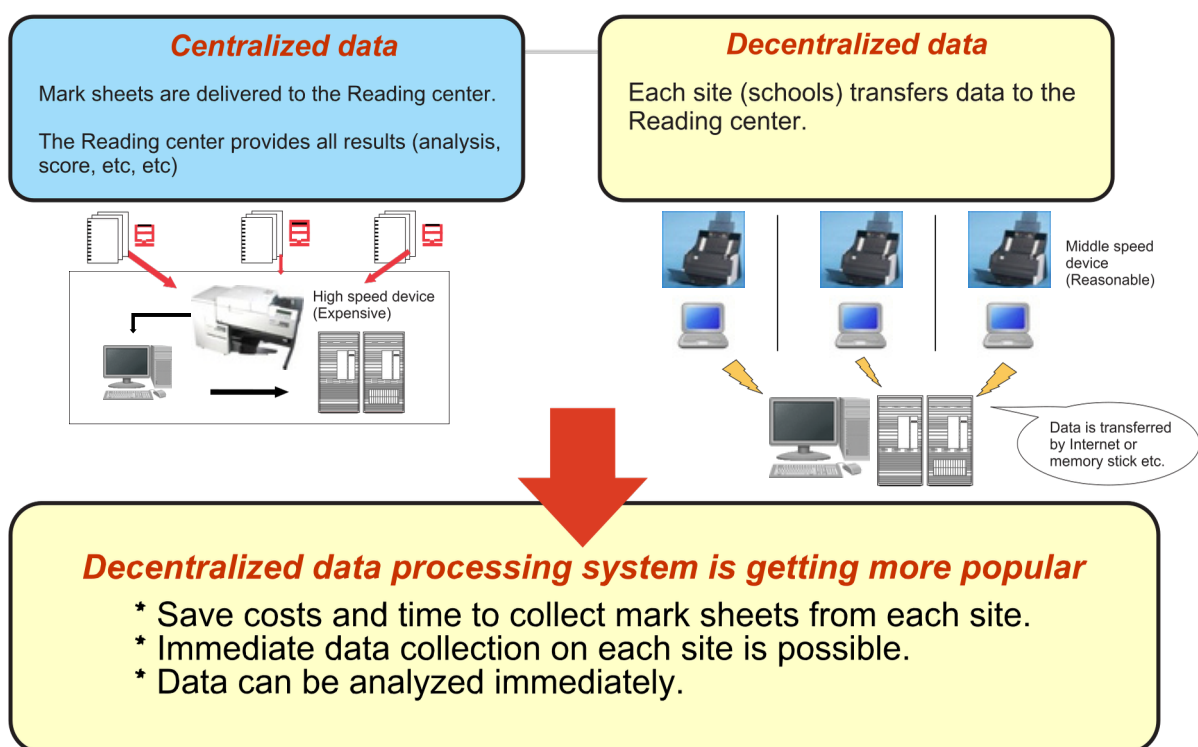 Centralized data
Mark sheets are delivered to the Reading center.
The Reading center provides all results (analysis,
score, etc, etc)
Decentralized data
Each site (schools) transfers data to the
Reading center.
High speed device
(Expensive)
Middle speed
device
(Reasonable)
Data is transferred
by Internet or
memory stick etc.
Decentralized data processing system is getting more popular
* Save costs and time to collect mark sheets from each site.
* Immediate data collection on each site is possible.
* Data can be analyzed immediately.